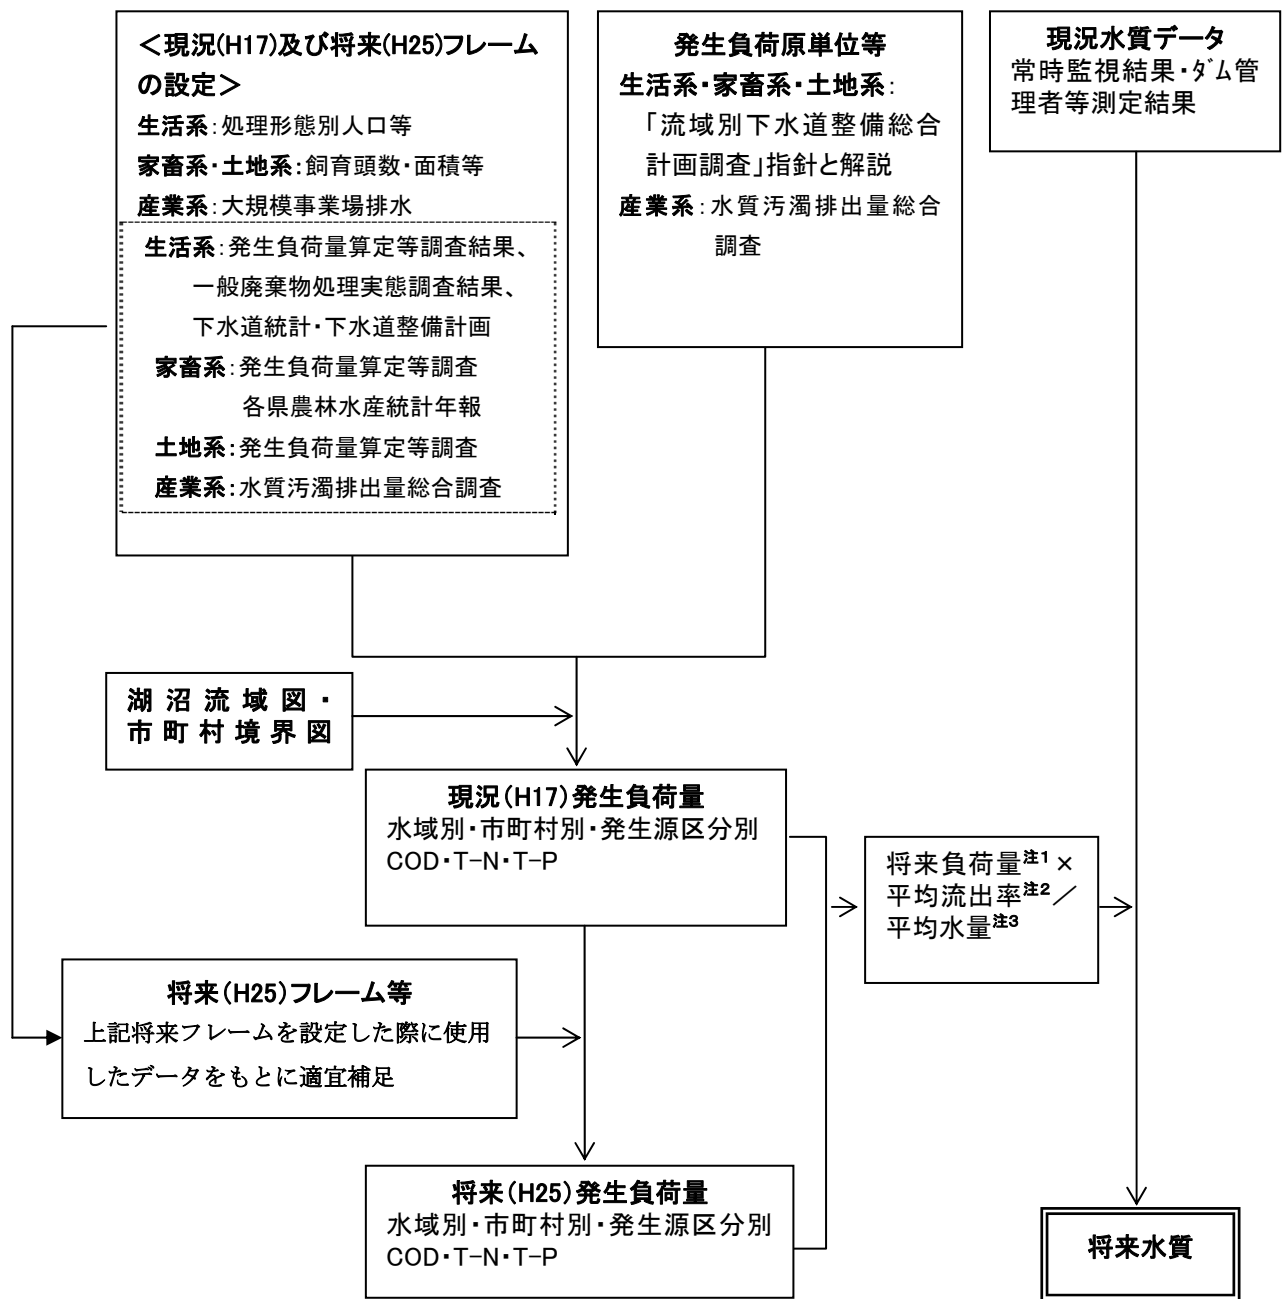 ＜現況(H17)及び将来(H25)フレーム
の設定＞
生活系：処理形態別人口等
家畜系・土地系：飼育頭数・面積等
産業系：大規模事業場排水
生活系：発生負荷量算定等調査結果、
一般廃棄物処理実態調査結果、
下水道統計・下水道整備計画
家畜系：発生負荷量算定等調査
各県農林水産統計年報
土地系：発生負荷量算定等調査
産業系：水質汚濁排出量総合調査
発生負荷原単位等
生活系・家畜系・土地系：
「流域別下水道整備総合
計画調査」指針と解説
産業系：水質汚濁排出量総合
調査
現況水質データ
常時監視結果・ﾀﾞﾑ管
理者等測定結果
湖沼流域図・
市町村境界図
現況（H17）発生負荷量
水域別・市町村別・発生源区分別
COD・T-N・T-P
将来負荷量注1×
平均流出率注2／
平均水量注3
将来（H25）フレーム等
上記将来フレームを設定した際に使用
したデータをもとに適宜補足
将来（H25）発生負荷量
水域別・市町村別・発生源区分別
COD・T-N・T-P
将来水質